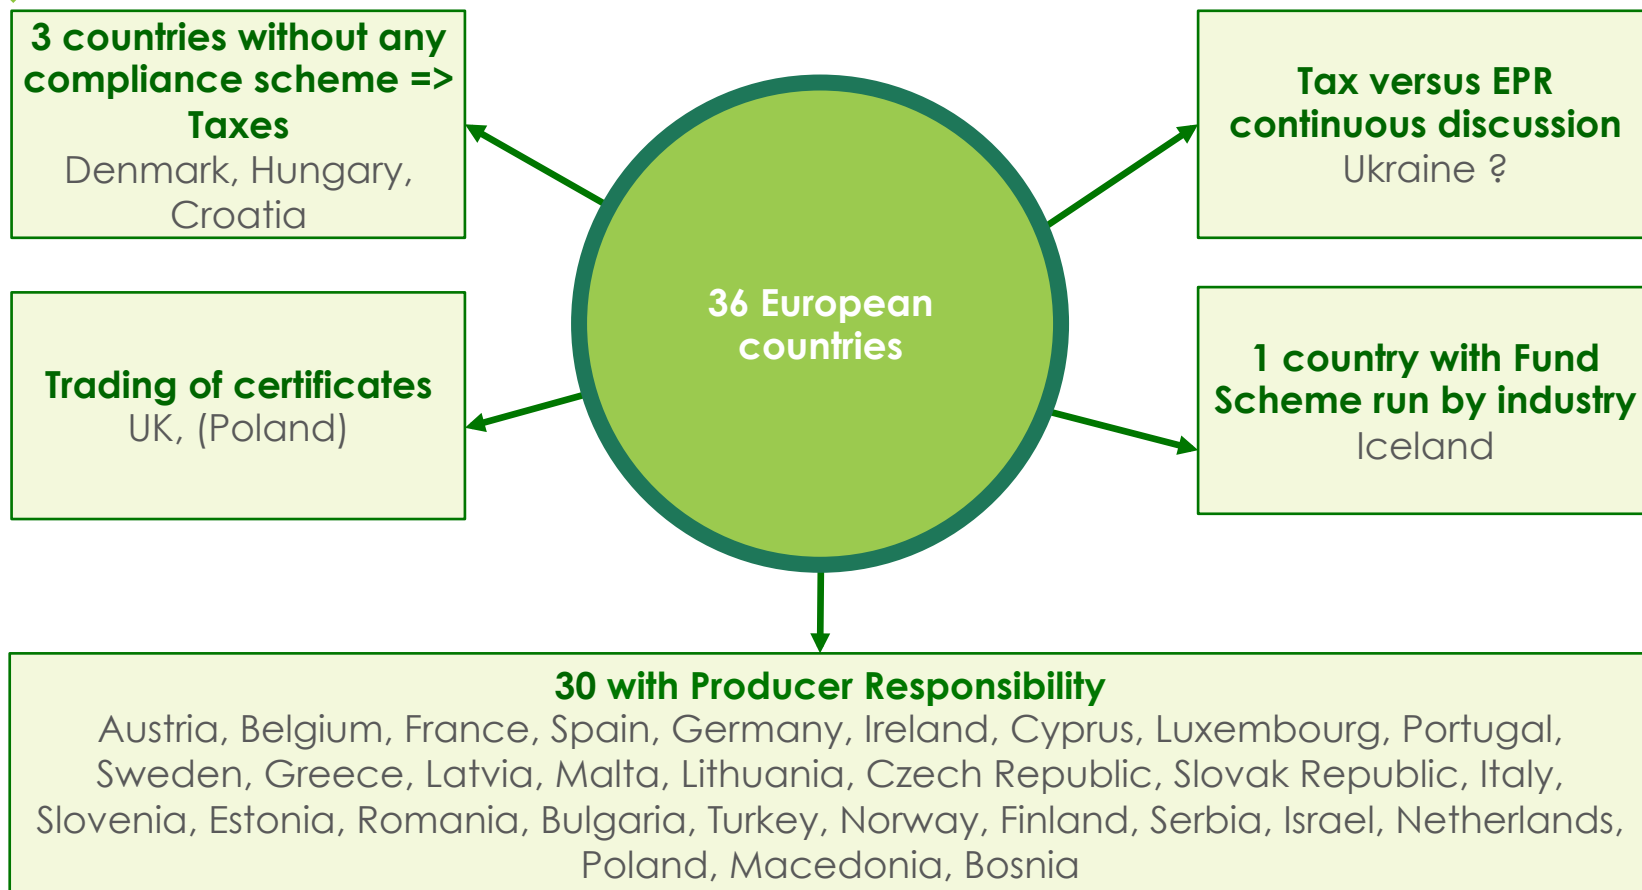 3 countries without any
compliance scheme =>
Taxes
Denmark, Hungary,
Croatia
Tax versus EPR
continuous discussion
Ukraine ?
36 European
countries
Trading of certificates
UK, (Poland)
1 country with Fund
Scheme run by industry
Iceland
30 with Producer Responsibility
Austria, Belgium, France, Spain, Germany, Ireland, Cyprus, Luxembourg, Portugal,
Sweden, Greece, Latvia, Malta, Lithuania, Czech Republic, Slovak Republic, Italy,
Slovenia, Estonia, Romania, Bulgaria, Turkey, Norway, Finland, Serbia, Israel, Netherlands,
Poland, Macedonia, Bosnia